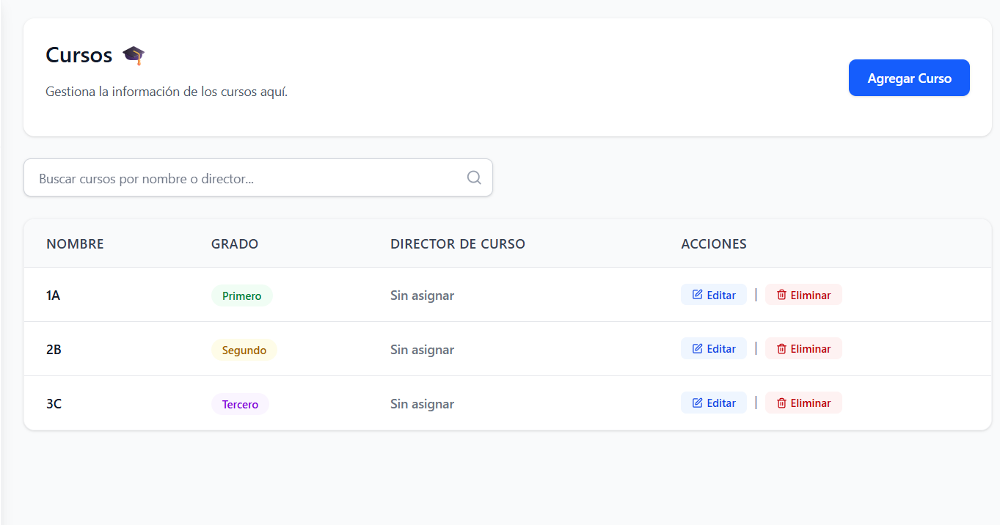 Cursos 🎓
Gestiona la información de los cursos aquí.
Agregar Curso
Buscar cursos por nombre o director...
NOMBRE GRADO DIRECTOR DE CURSO ACCIONES
1A Primero Sin asignar Editar | Eliminar
2B Segundo Sin asignar Editar | Eliminar
3C Tercero Sin asignar Editar | Eliminar